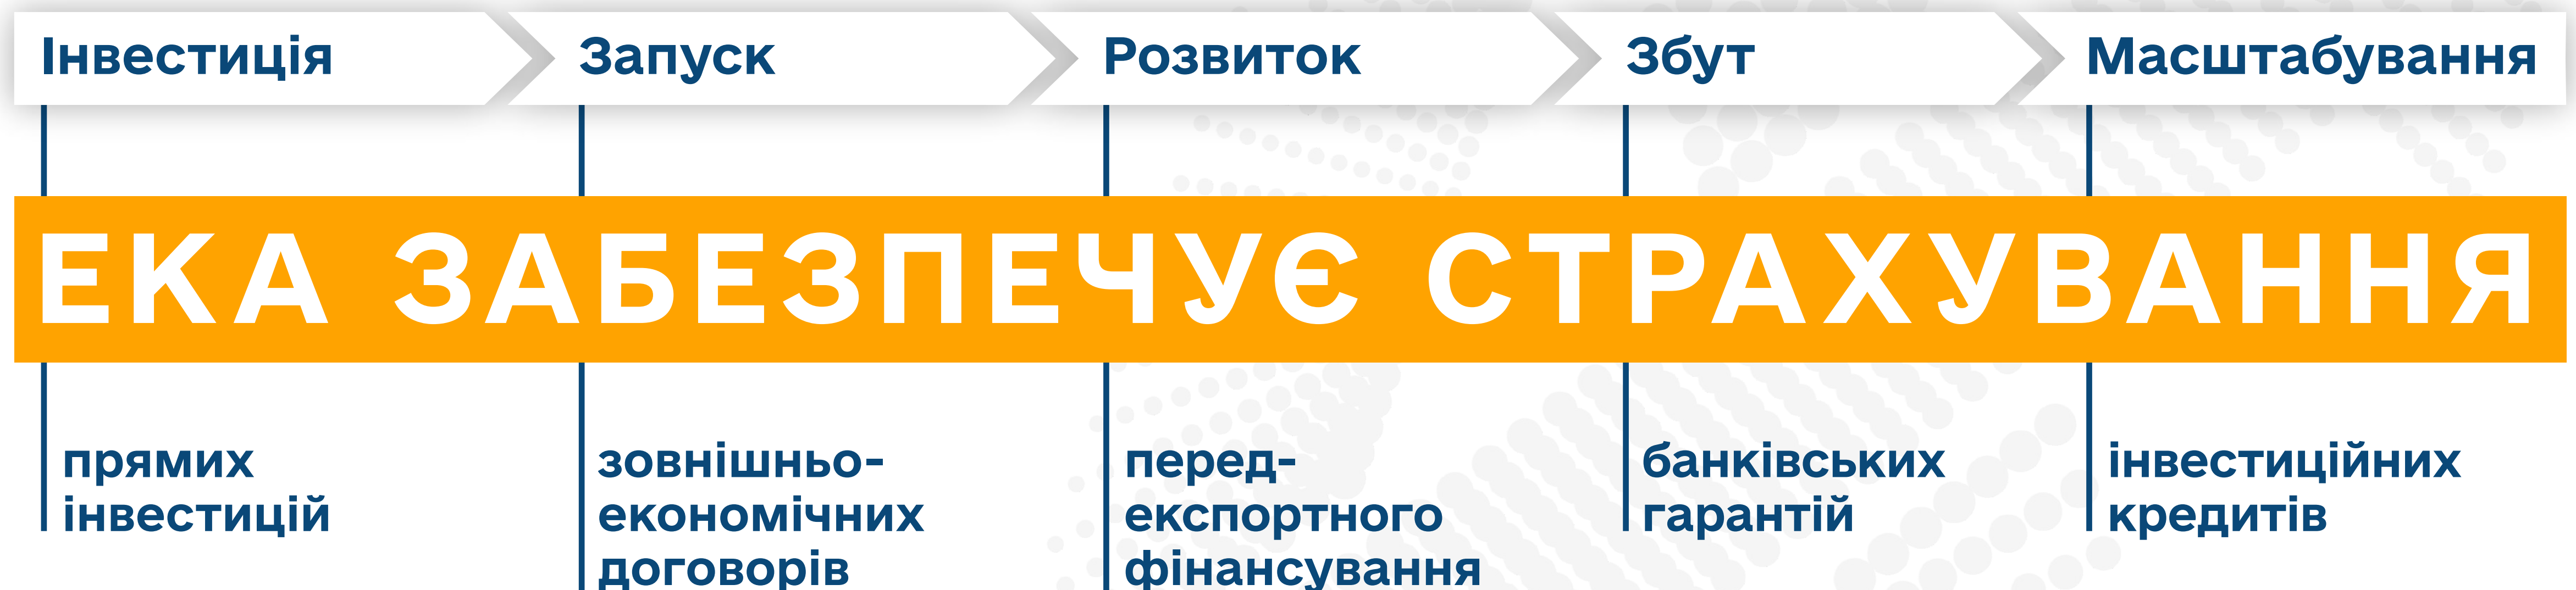 Інвестиція
Запуск
Розвиток
Збут
Масштабування
ЕКА ЗАБЕЗПЕЧУЄ СТРАХУВАННЯ
прямих
інвестицій
зовнішньо-
економічних
договорів
перед-
експортного
фінансування
банківських
гарантій
інвестиційних
кредитів